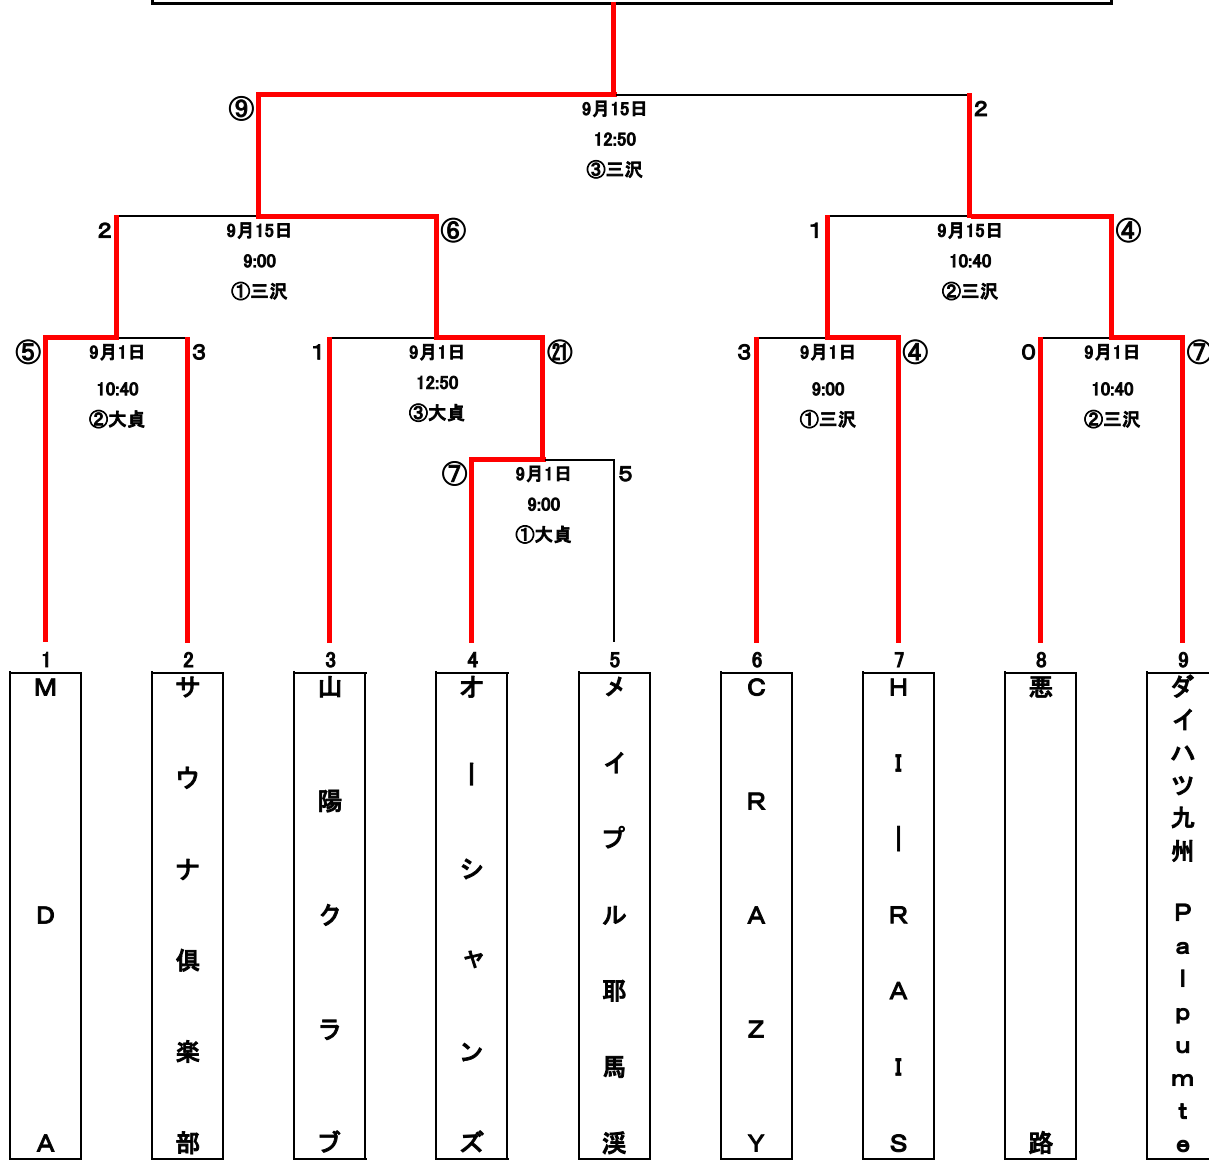 ⑨ 9月15日 2
12:50
③三沢
2 9月15日 ⑥ 1 9月15日 ④
9:00 10:40
①三沢 ②三沢
⑤ 9月1日 3 1 9月1日 ㉑ 3 9月1日 ④ 0 9月1日 ⑦
10:40 12:50 9:00 10:40
②大貞 ③大貞 ①三沢 ②三沢
⑦ 9月1日 5
9:00
①大貞
1 2 3 4 5 6 7 8 9
MDA
サウナ倶楽部
山陽クラブ
オーシャンズ
メイプル耶馬溪
CRAZY
HI―RAIS
悪路
ダイハツ九州 Palpumte